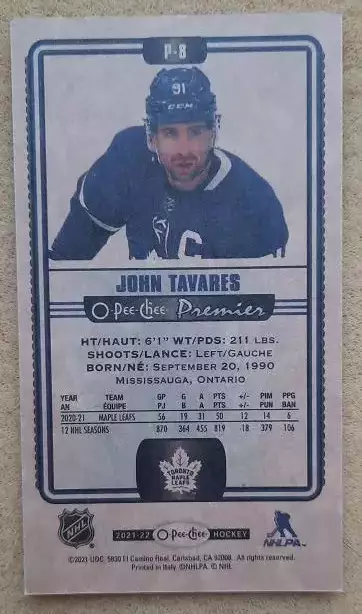 P-8
91
CCM
C
JOHN TAVARES
O-Pee-Chee Premier
HT/HAUT: 6'1" WT/PDS: 211 LBS.
SHOOTS/LANCE: LEFT/GAUCHE
BORN/NÉ: SEPTEMBER 20, 1990
MISSISSAUGA, ONTARIO
YEAR TEAM GP G A PTS +/- PIM PPG
AN ÉQUIPE PJ B A PTS +/- PUN BAN
2020-21 MAPLE LEAFS 56 19 31 50 12 14 6
12 NHL SEASONS 870 364 455 819 -18 379 106
TORONTO
MAPLE
LEAFS
NHL 2021-22 O-Pee-Chee HOCKEY NHLPA
©2021 UDC. 5830 El Camino Real, Carlsbad, CA 92008. All rights reserved.
Printed in Italy. ©NHLPA. © NHL